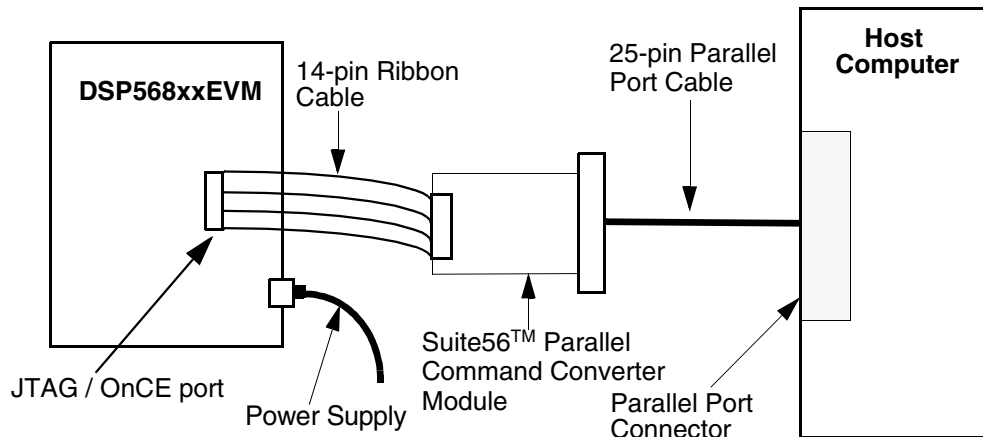 DSP568xxEVM
14-pin Ribbon
Cable
25-pin Parallel
Port Cable
Host
Computer
JTAG / OnCE port
Power Supply
Suite56™ Parallel
Command Converter
Module
Parallel Port
Connector